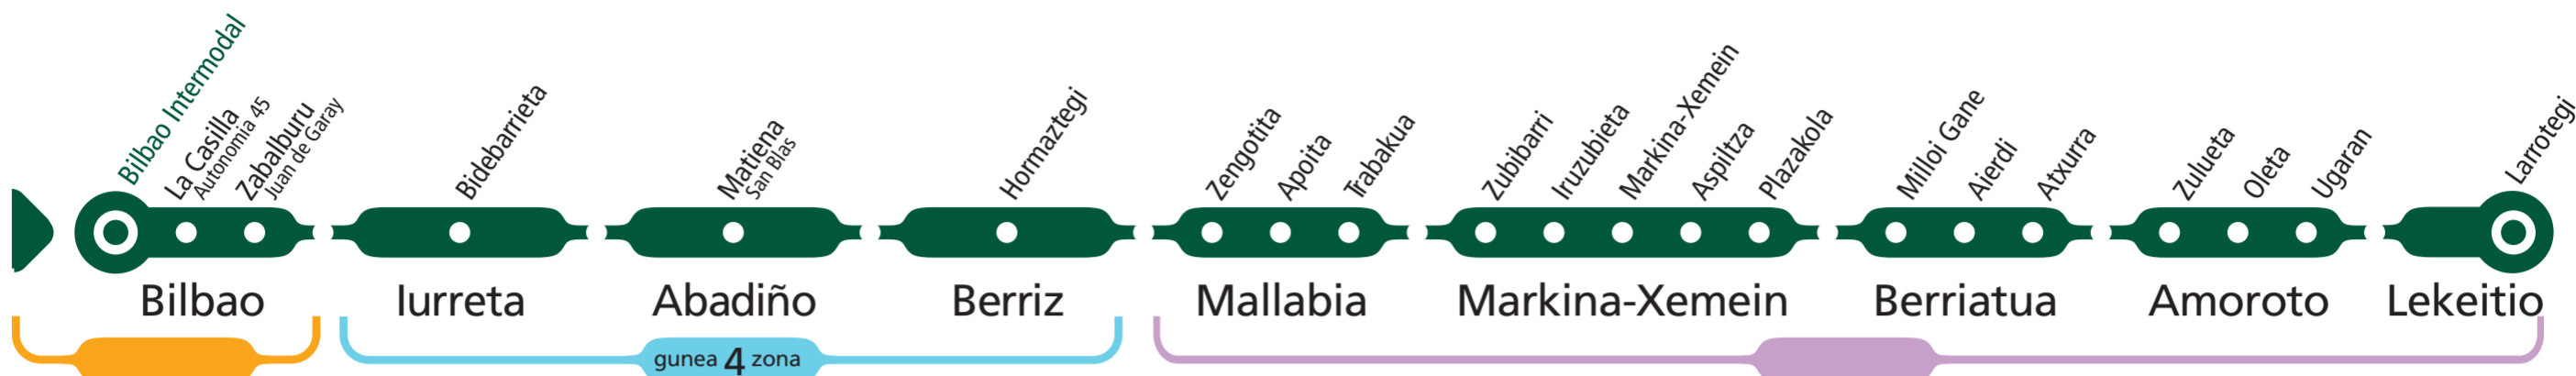 Bilbao Intermodal
La Casilla
Autonomia 45
Zabalburu
Juan de Garay
Bidebarrieta
Matiena
San Blas
Hormaztegi
Zengotita
Apoita
Trabakua
Zubibarri
Iruzubieta
Markina-Xemein
Aspiltza
Plazakola
Milloi Gane
Aierdi
Atxurra
Zulueta
Oleta
Ugaran
Larrotegi
Bilbao
Iurreta
Abadiño
Berriz
Mallabia
Markina-Xemein
Berriatua
Amoroto
Lekeitio
gunea 4 zona